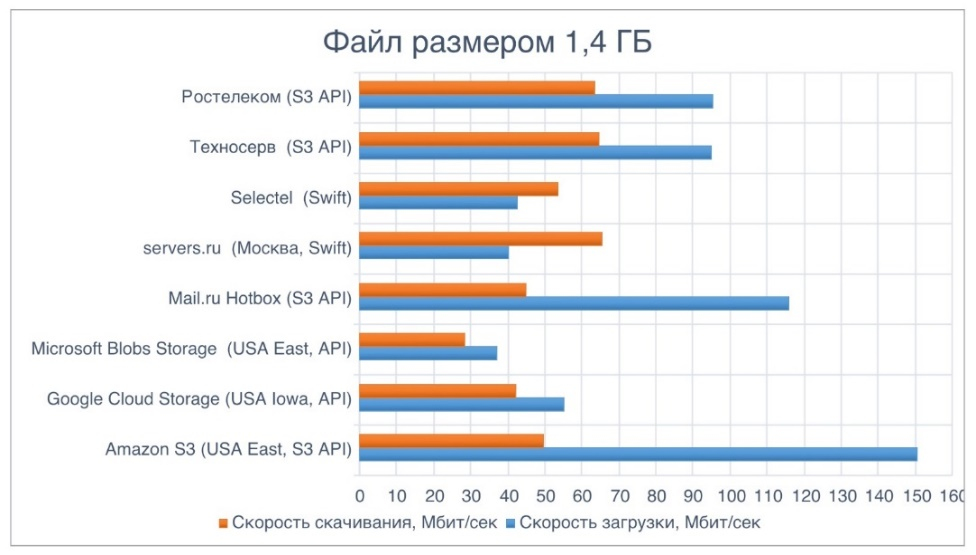 Файл размером 1,4 ГБ
Ростелеком (S3 API)
Техносерв (S3 API)
Selectel (Swift)
servers.ru (Москва, Swift)
Mail.ru Hotbox (S3 API)
Microsoft Blobs Storage (USA East, API)
Google Cloud Storage (USA Iowa, API)
Amazon S3 (USA East, S3 API)
0 10 20 30 40 50 60 70 80 90 100 110 120 130 140 150 160
Скорость скачивания, Мбит/сек Скорость загрузки, Мбит/сек